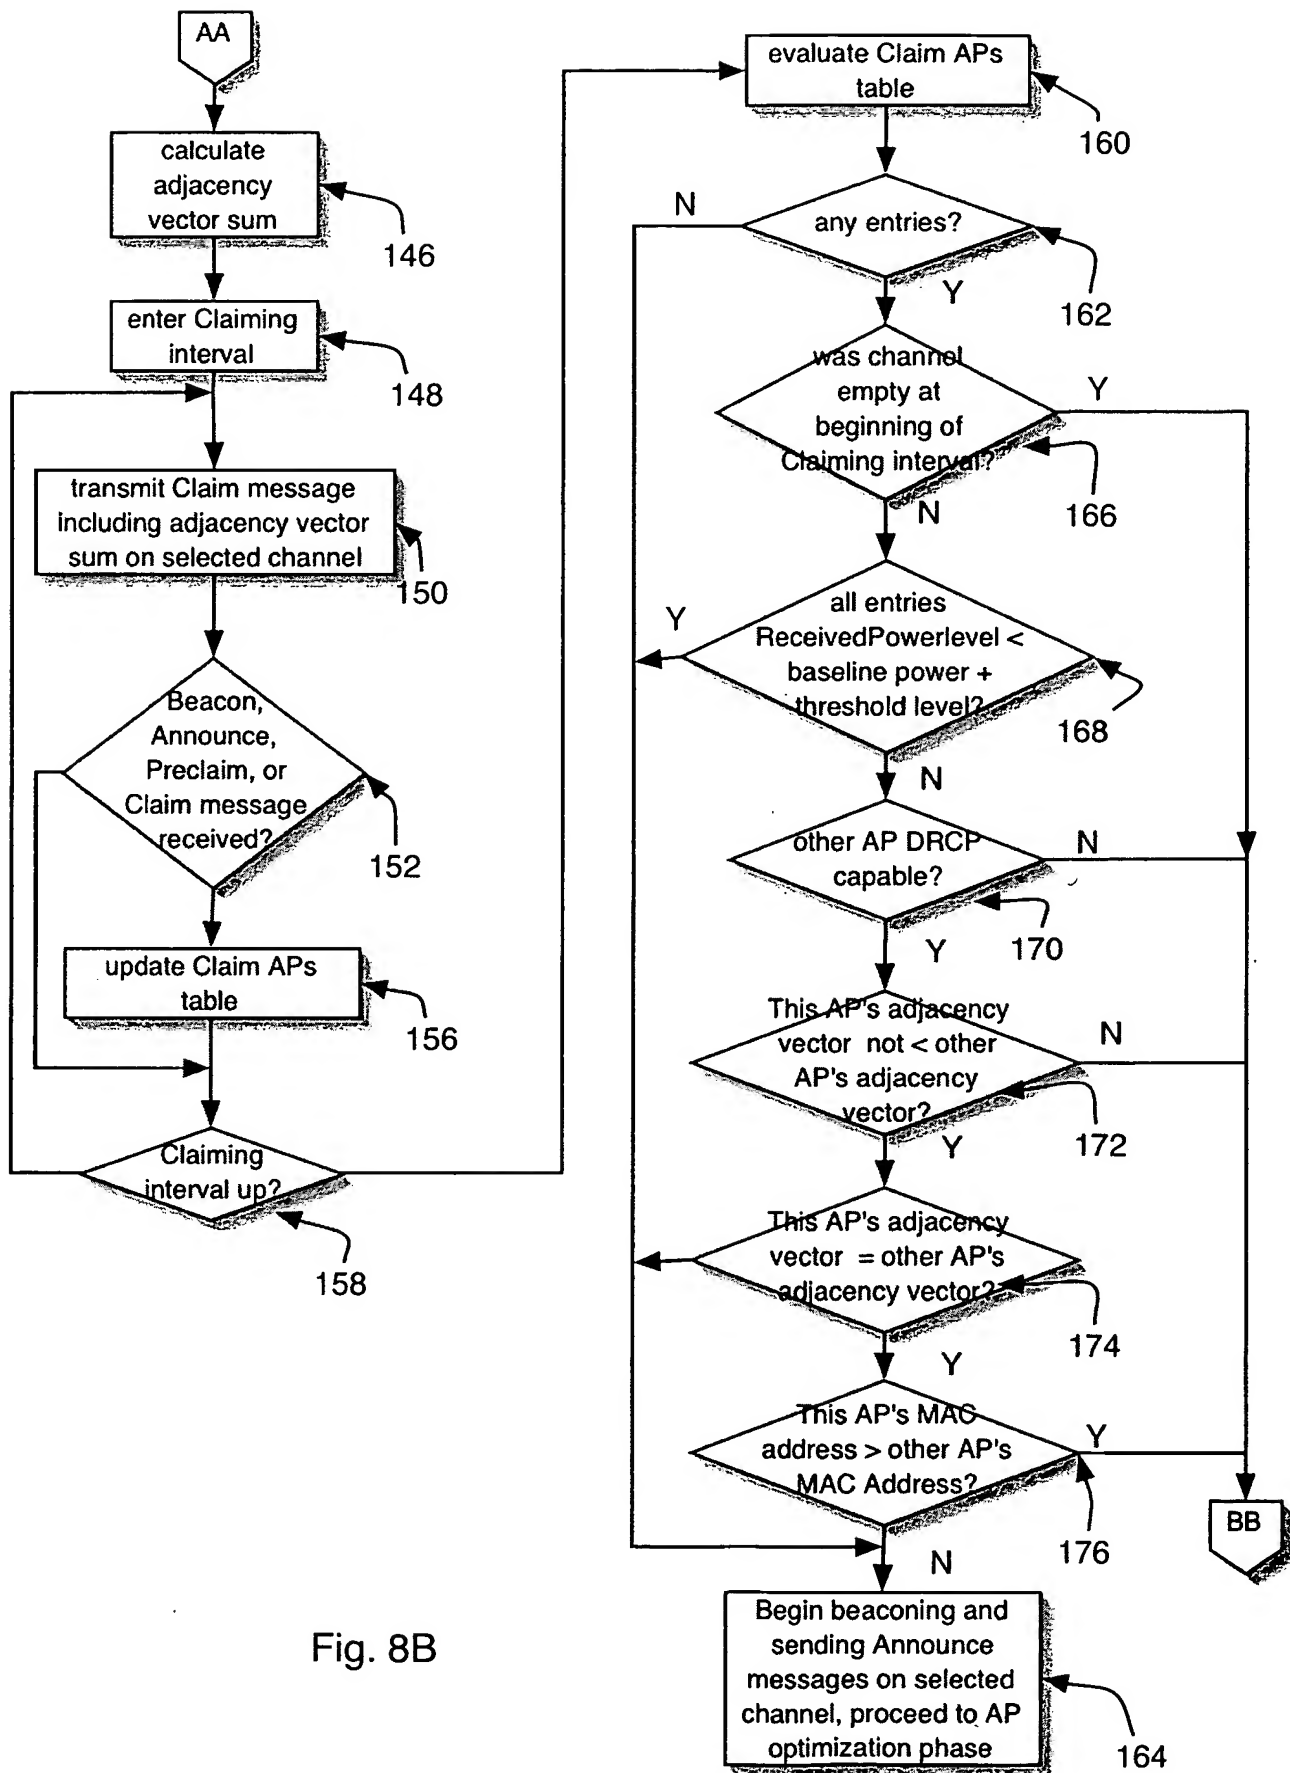 AA
calculate
adjacency
vector sum
146
enter Claiming
interval
148
transmit Claim message
including adjacency vector
sum on selected channel
150
Beacon,
Announce,
Preclaim, or
Claim message
received?
152
update Claim APs
table
156
Claiming
interval up?
158
evaluate Claim APs
table
160
any entries?
N
Y
162
was channel
empty at
beginning of
Claiming interval?
Y
N
166
all entries
ReceivedPowerlevel <
baseline power +
threshold level?
Y
N
168
other AP DRCP
capable?
N
Y
170
This AP's adjacency
vector not < other
AP's adjacency
vector?
N
Y
172
This AP's adjacency
vector = other AP's
adjacency vector?
Y
174
This AP's MAC
address > other AP's
MAC Address?
Y
N
176
BB
Begin beaconing and
sending Announce
messages on selected
channel, proceed to AP
optimization phase
164
Fig. 8B